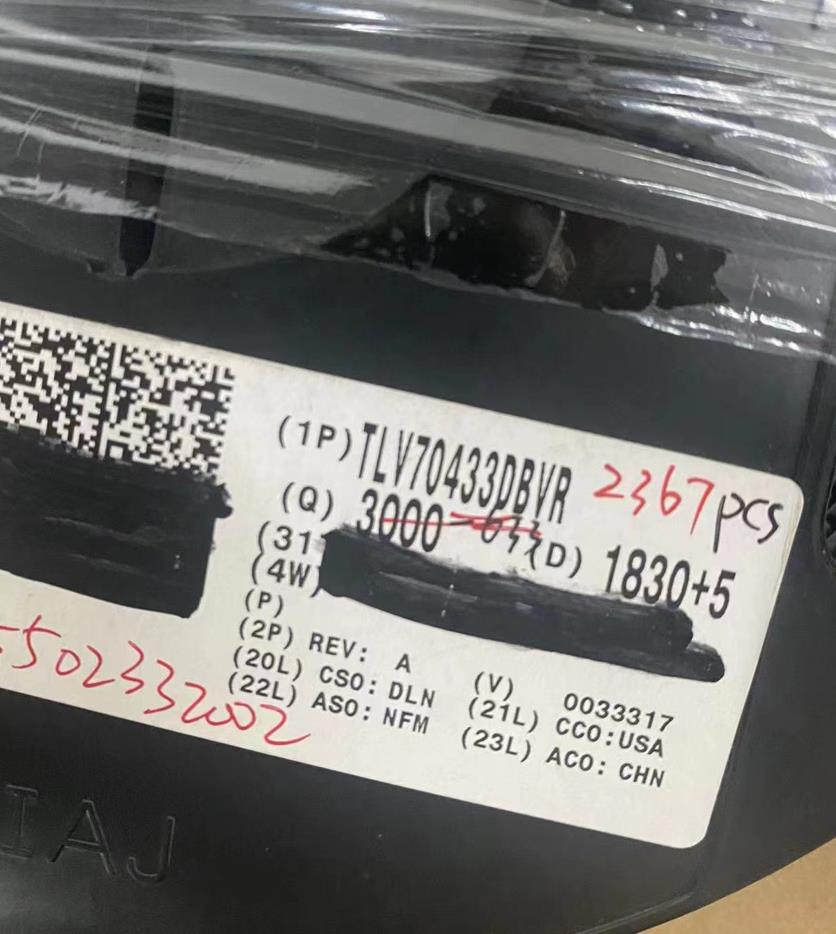 (1P) TLV70433DBVR 2367pcs
(Q) 3000 - 633 (D) 1830+5
(31
(4W)
(P)
(2P) REV: A (V) 0033317
(20L) CSO: DLN (21L) CCO:USA
(22L) ASO: NFM (23L) ACO: CHN
502332002
IAJ